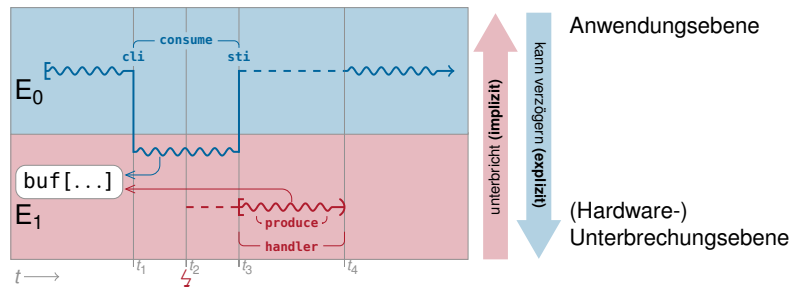 consume
cli
sti
E0
buf[...]
E1
produce
handler
t
t1
t2
t3
t4
unterbricht (implizit)
kann verzögern (explizit)
Anwendungsebene
(Hardware-)
Unterbrechungsebene